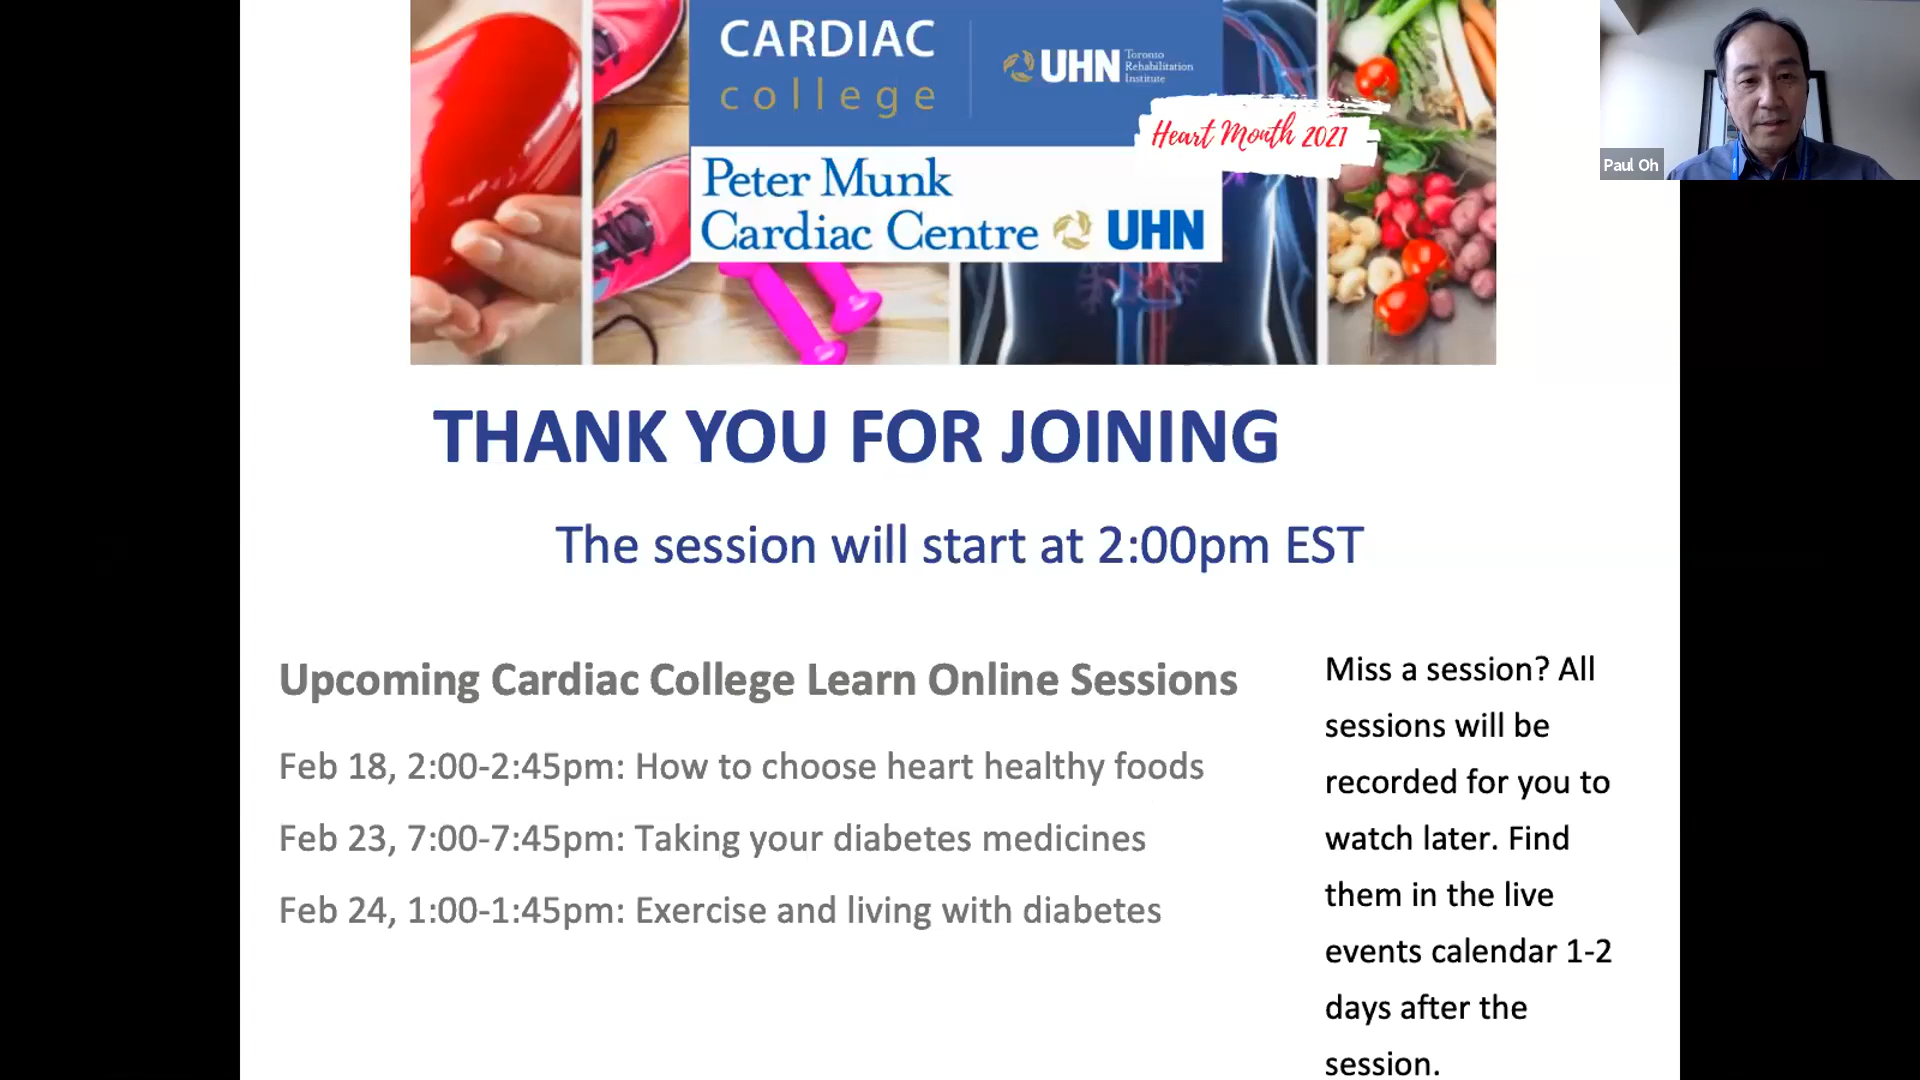 CARDIAC
college
UHN Toronto
Rehabilitation
Institute
Heart Month 2021
Peter Munk
Cardiac Centre UHN
Paul Oh
THANK YOU FOR JOINING
The session will start at 2:00pm EST
Upcoming Cardiac College Learn Online Sessions
Feb 18, 2:00-2:45pm: How to choose heart healthy foods
Feb 23, 7:00-7:45pm: Taking your diabetes medicines
Feb 24, 1:00-1:45pm: Exercise and living with diabetes
Miss a session? All
sessions will be
recorded for you to
watch later. Find
them in the live
events calendar 1-2
days after the
session.